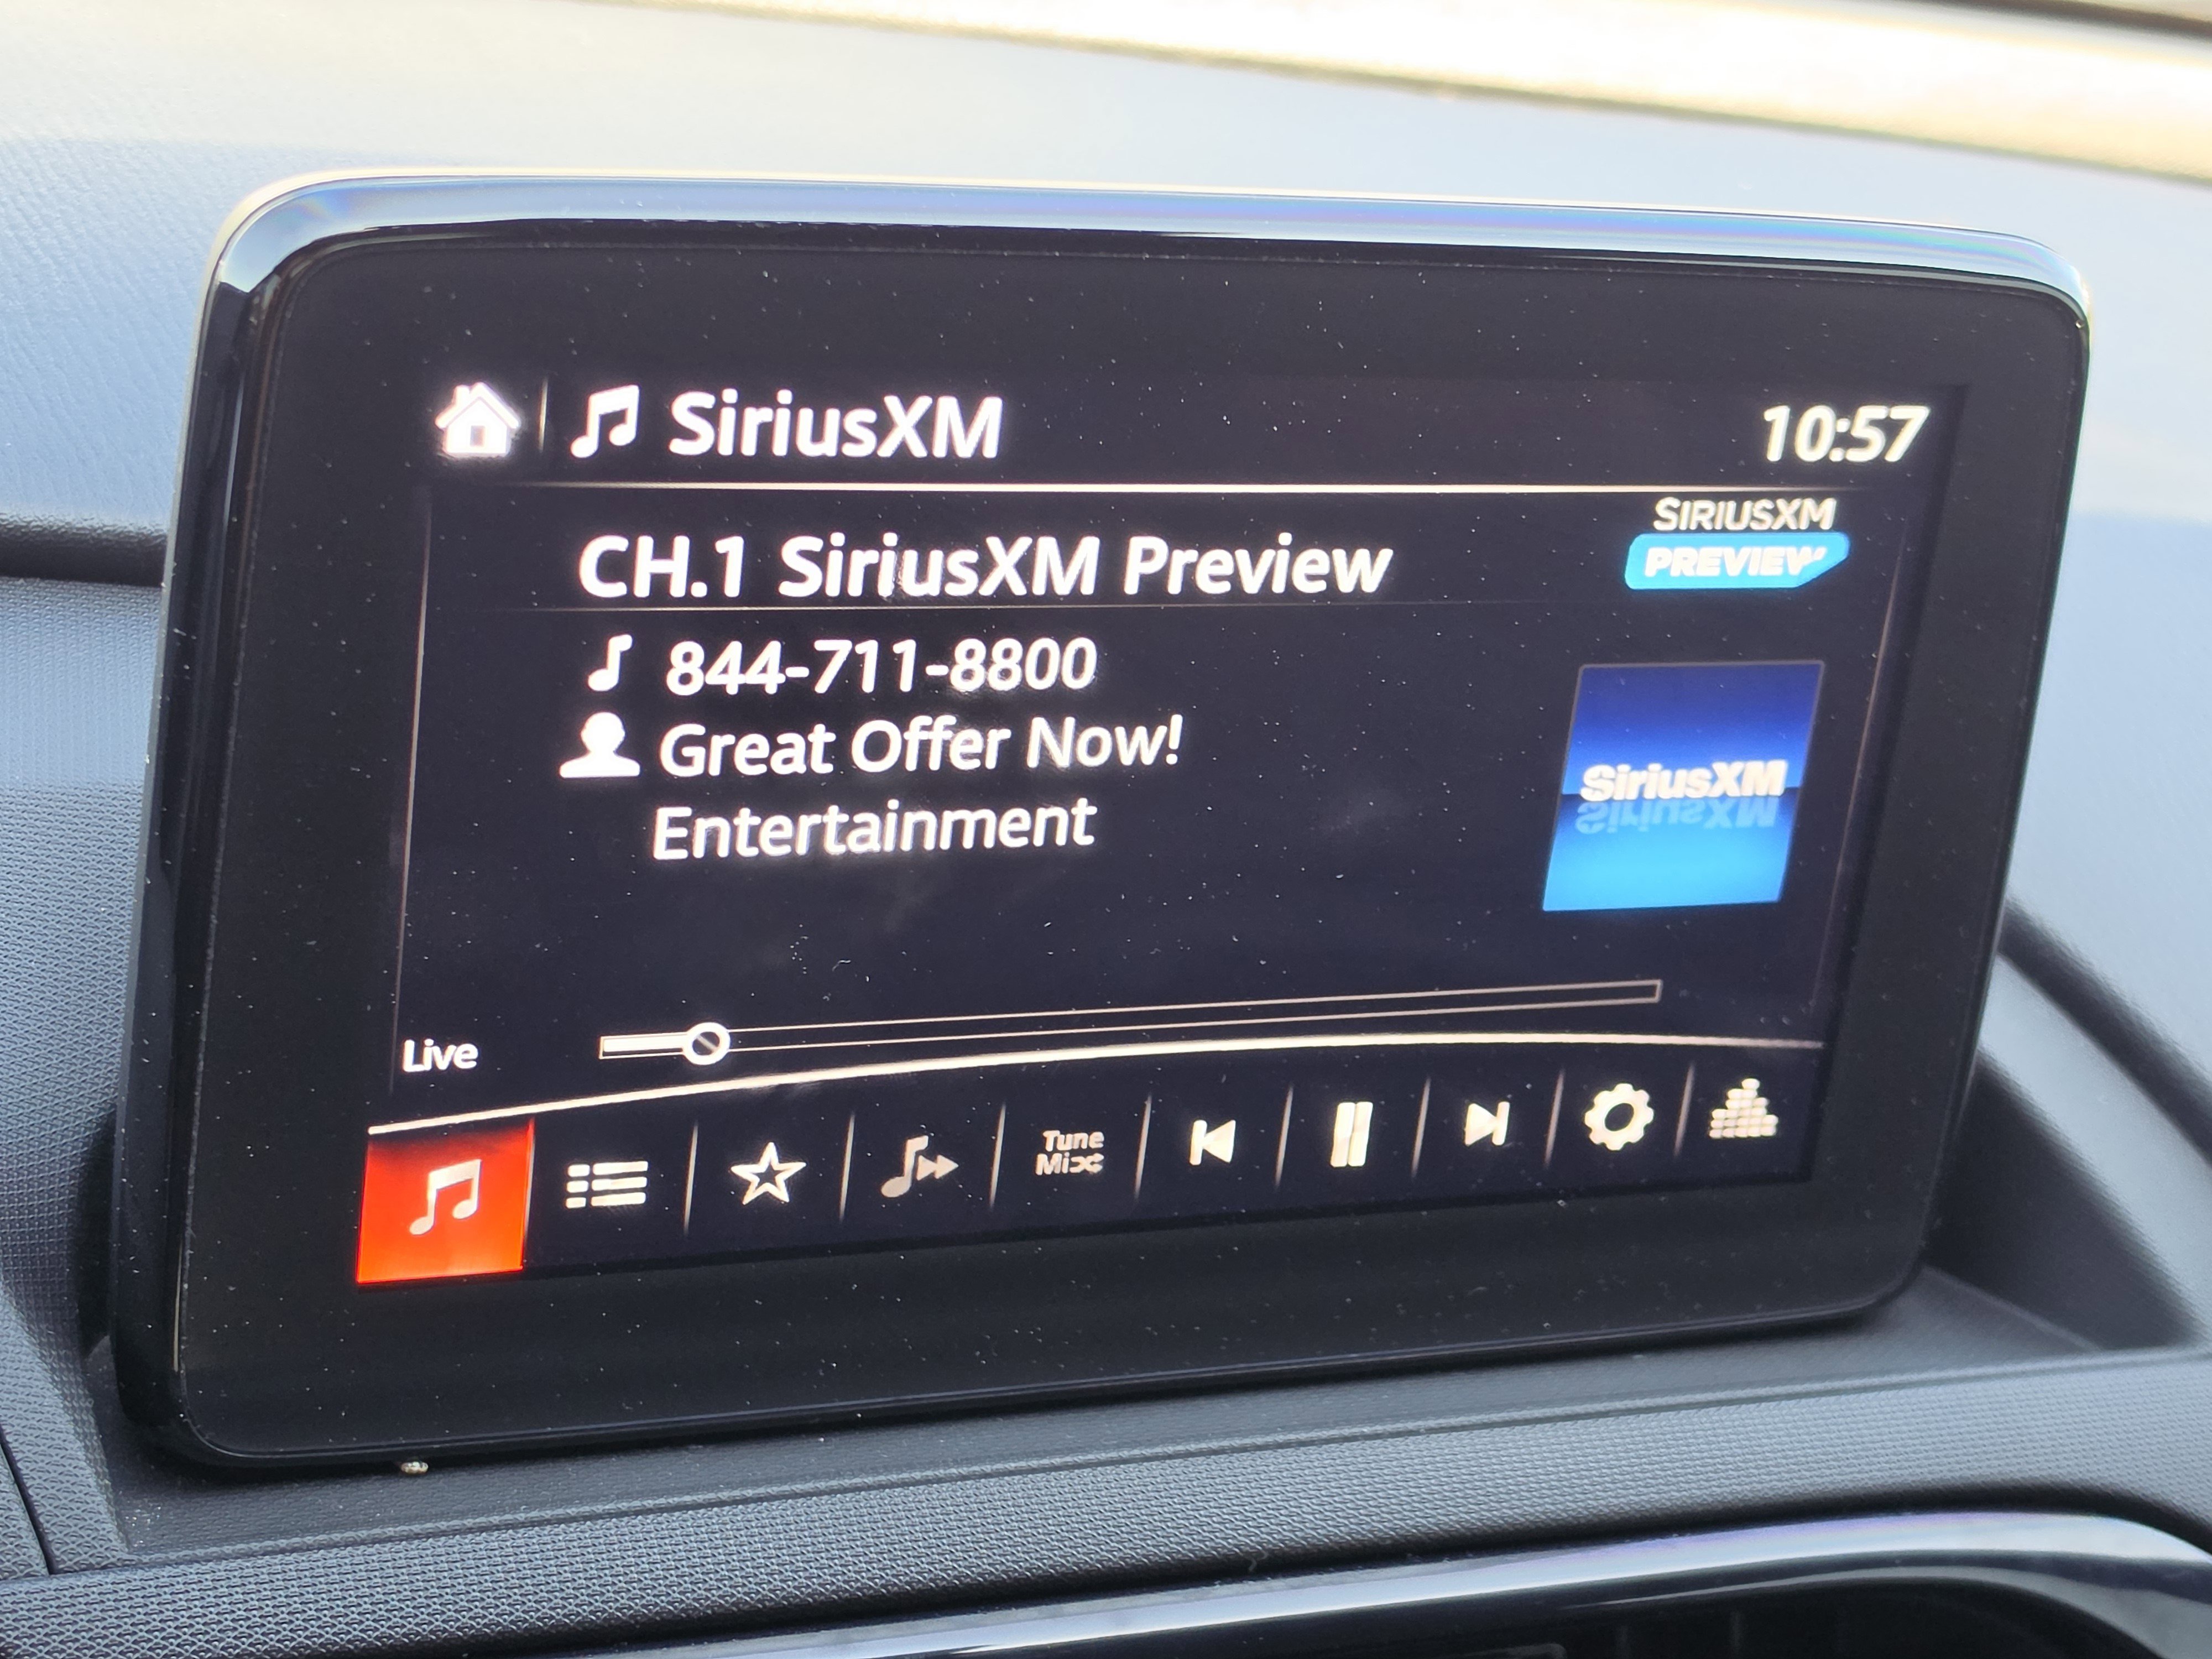 SiriusXM
10:57
SIRIUSXM
PREVIEW
CH.1 SiriusXM Preview
844-711-8800
Great Offer Now!
Entertainment
SiriusXM
SiriusXM
Live
Tune
Mix